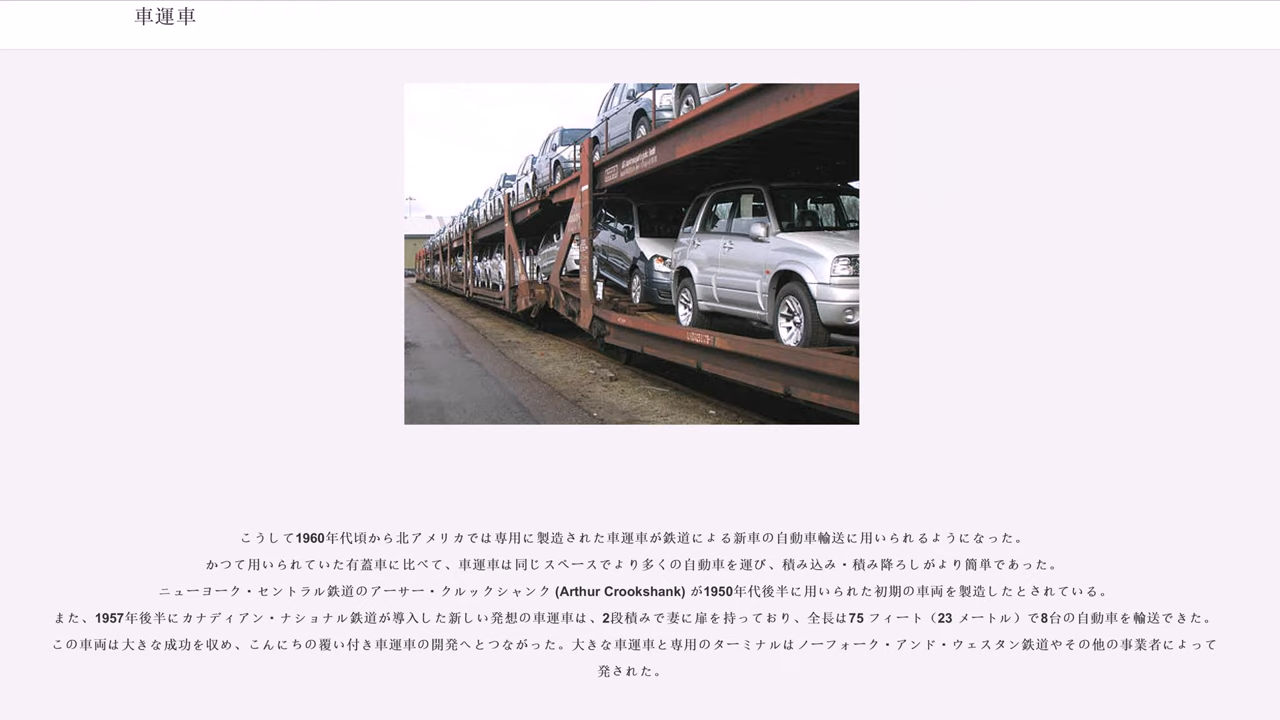 車運車
こうして1960年代頃から北アメリカでは専用に製造された車運車が鉄道による新車の自動車輸送に用いられるようになった。
かつて用いられていた有蓋車に比べて、車運車は同じスペースでより多くの自動車を運び、積み込み・積み降ろしがより簡単であった。
ニューヨーク・セントラル鉄道のアーサー・クルックシャンク (Arthur Crookshank) が1950年代後半に用いられた初期の車両を製造したとされている。
また、1957年後半にカナディアン・ナショナル鉄道が導入した新しい発想の車運車は、2段積みで妻に扉を持っており、全長は75 フィート（23 メートル）で8台の自動車を輸送できた。
この車両は大きな成功を収め、こんにちの覆い付き車運車の開発へとつながった。大きな車運車と専用のターミナルはノーフォーク・アンド・ウェスタン鉄道やその他の事業者によって
発された。